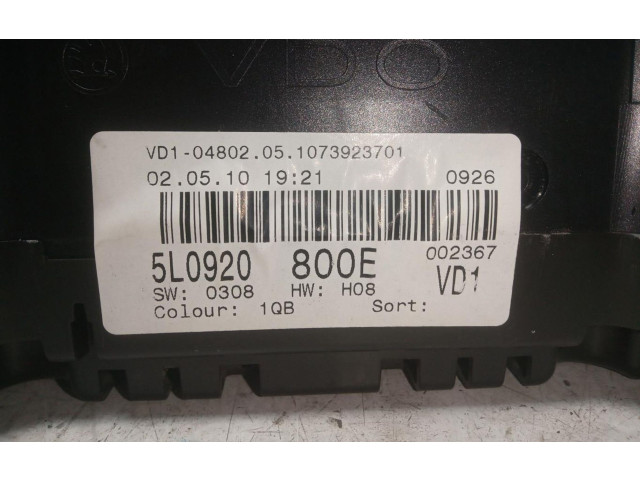 VDO
VD1-04802.05.1073923701
02.05.10 19:21 0926
5L0920 800E 002367
SW: 0308 HW: H08 VD1
Colour: 1QB Sort: